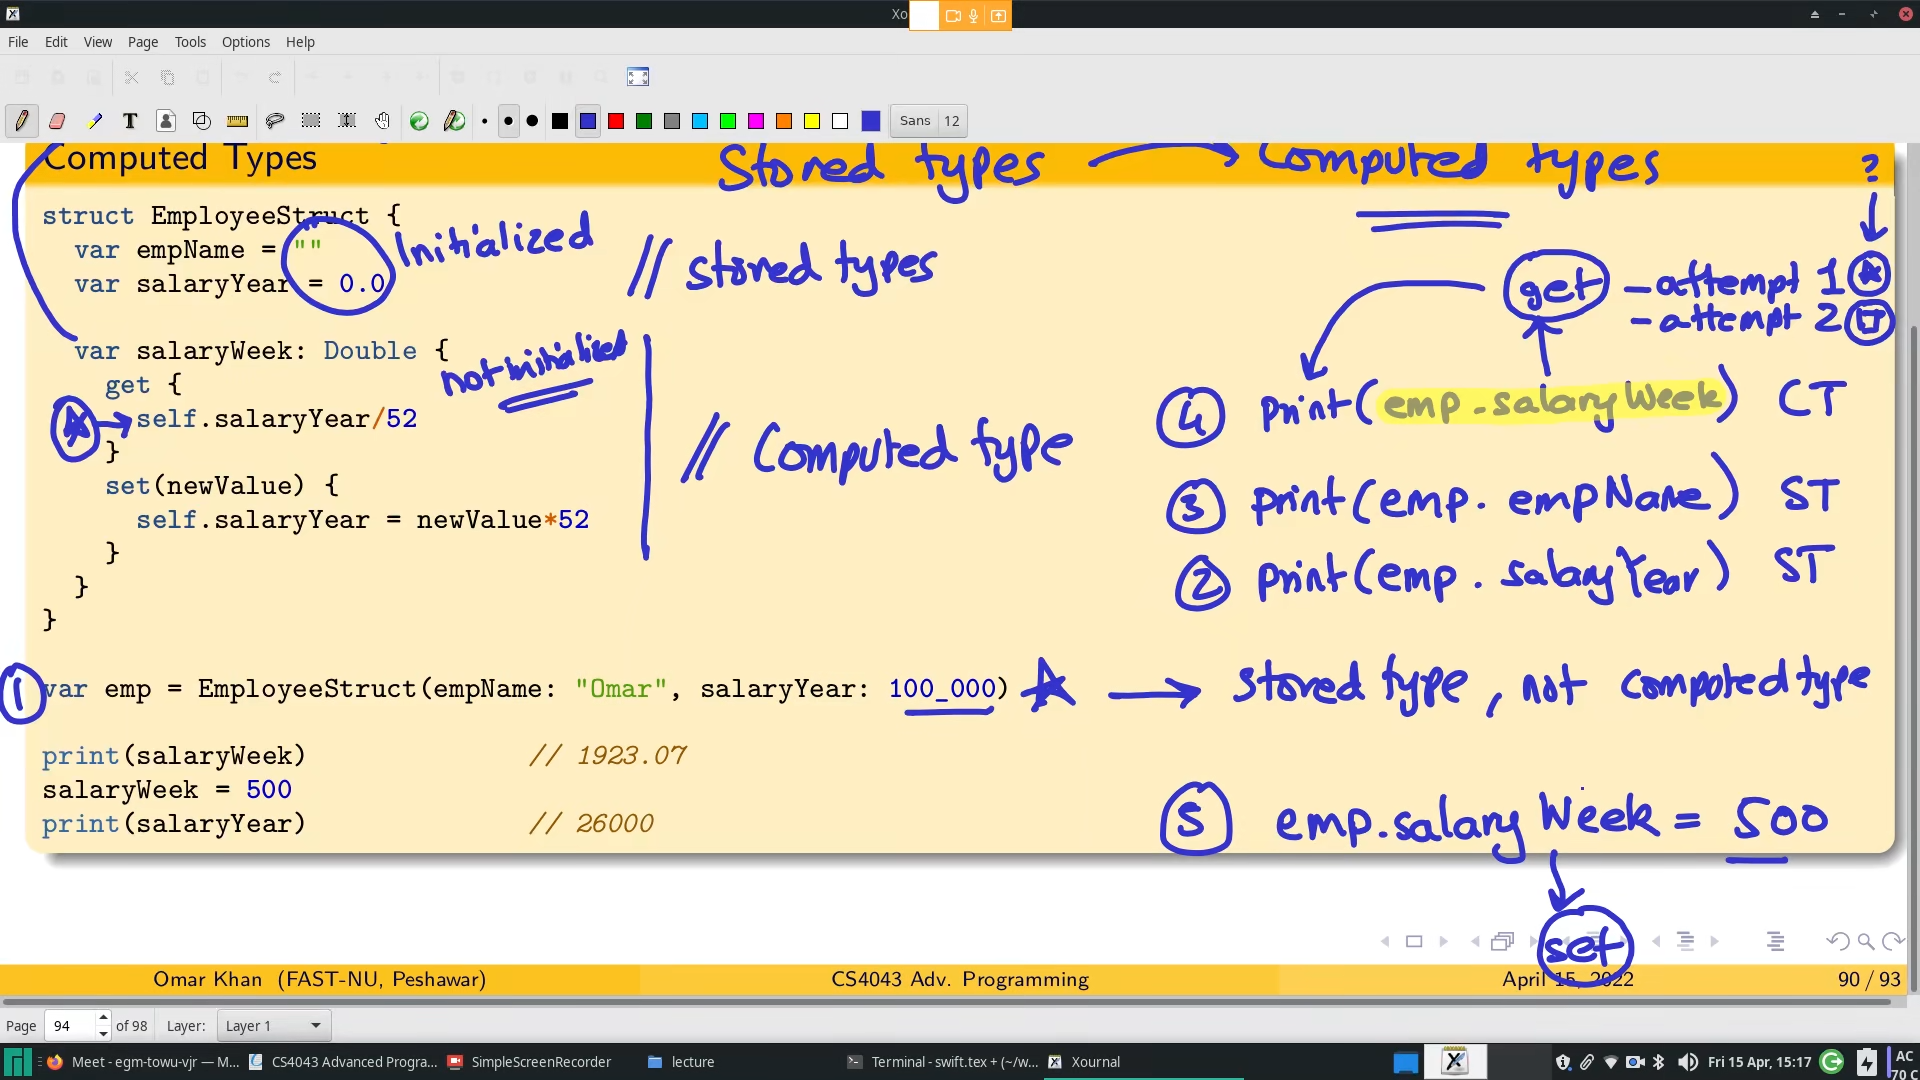 Xo
File Edit View Page Tools Options Help
Sans 12
Computed Types
Stored types → Computed types ?
struct EmployeeStruct {
var empName = ""
var salaryYear = 0.0
Initialized
// stored types
get - attempt 1
- attempt 2
var salaryWeek: Double {
not initialized
get {
self.salaryYear/52
}
set(newValue) {
self.salaryYear = newValue*52
}
}
}
// Computed type
4 print(emp.salaryWeek) CT
3 print(emp.empName) ST
2 print(emp.salaryYear) ST
1 var emp = EmployeeStruct(empName: "Omar", salaryYear: 100_000) → stored type, not computed type
print(salaryWeek) // 1923.07
salaryWeek = 500
print(salaryYear) // 26000
5 emp.salaryWeek = 500
set
Omar Khan (FAST-NU, Peshawar) CS4043 Adv. Programming April 15, 2022 90 / 93
Page 94 of 98 Layer: Layer 1
Meet - egm-towu-vjr — M... CS4043 Advanced Progra... SimpleScreenRecorder lecture Terminal - swift.tex + (~/w... Xournal Fri 15 Apr, 15:17 AC
70 C